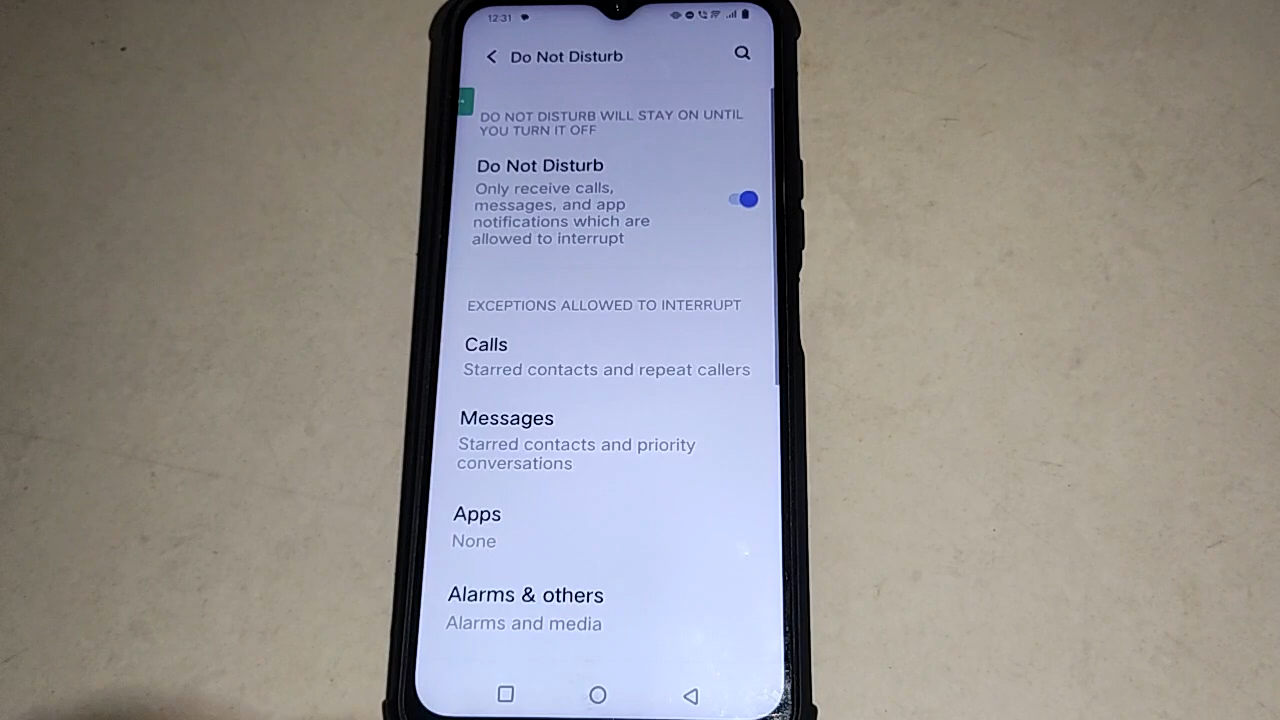 12:31
Do Not Disturb
DO NOT DISTURB WILL STAY ON UNTIL
YOU TURN IT OFF
Do Not Disturb
Only receive calls,
messages, and app
notifications which are
allowed to interrupt
EXCEPTIONS ALLOWED TO INTERRUPT
Calls
Starred contacts and repeat callers
Messages
Starred contacts and priority
conversations
Apps
None
Alarms & others
Alarms and media